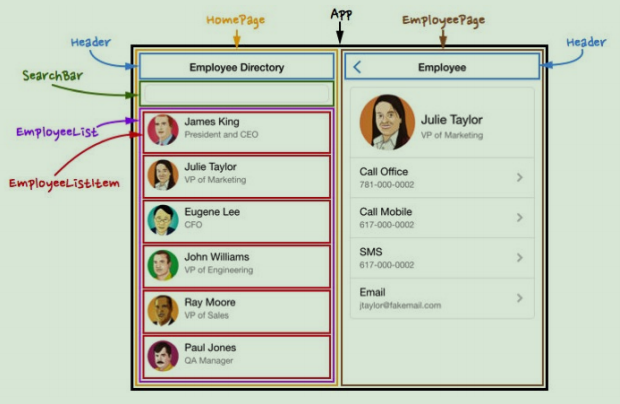 HomePage
App
EmployeePage
Header
Header
SearchBar
EmployeeList
EmployeeListItem
Employee Directory
James King
President and CEO
Julie Taylor
VP of Marketing
Eugene Lee
CFO
John Williams
VP of Engineering
Ray Moore
VP of Sales
Paul Jones
QA Manager
Employee
Julie Taylor
VP of Marketing
Call Office
781-000-0002
Call Mobile
617-000-0002
SMS
617-000-0002
Email
jtaylor@fakemail.com